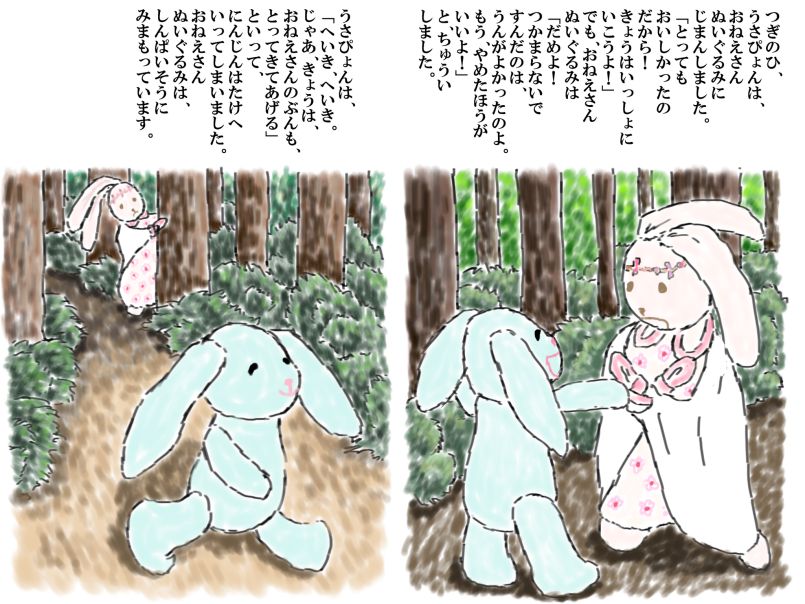 つぎのひ、
うさぴょんは、
おねえさん
ぬいぐるみに
じまんしました。
「とっても
おいしかったの
だから!
きょうはいっしょに
いこうよ!」
でも、おねえさん
ぬいぐるみは
「だめよ!
つかまらないで
すんだのは、
うんがよかったのよ。
もう、やめたほうが
いいよ!」
と、ちゅうい
しました。
うさぴょんは、
「へいき、へいき。
じゃあ、きょうは、
おねえさんのぶんも、
とってきてあげる」
といって、
にんじんはたけへ
いってしまいました。
おねえさん
ぬいぐるみは、
しんぱいそうに
みまもっています。